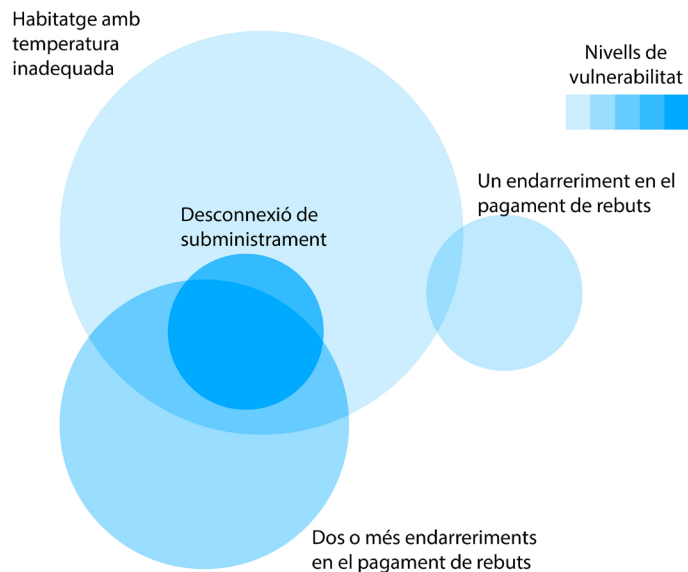 Habitatge amb
temperatura
inadequada
Nivells de
vulnerabilitat
Un endarreriment en el
pagament de rebuts
Desconnexió de
subministrament
Dos o més endarreriments
en el pagament de rebuts